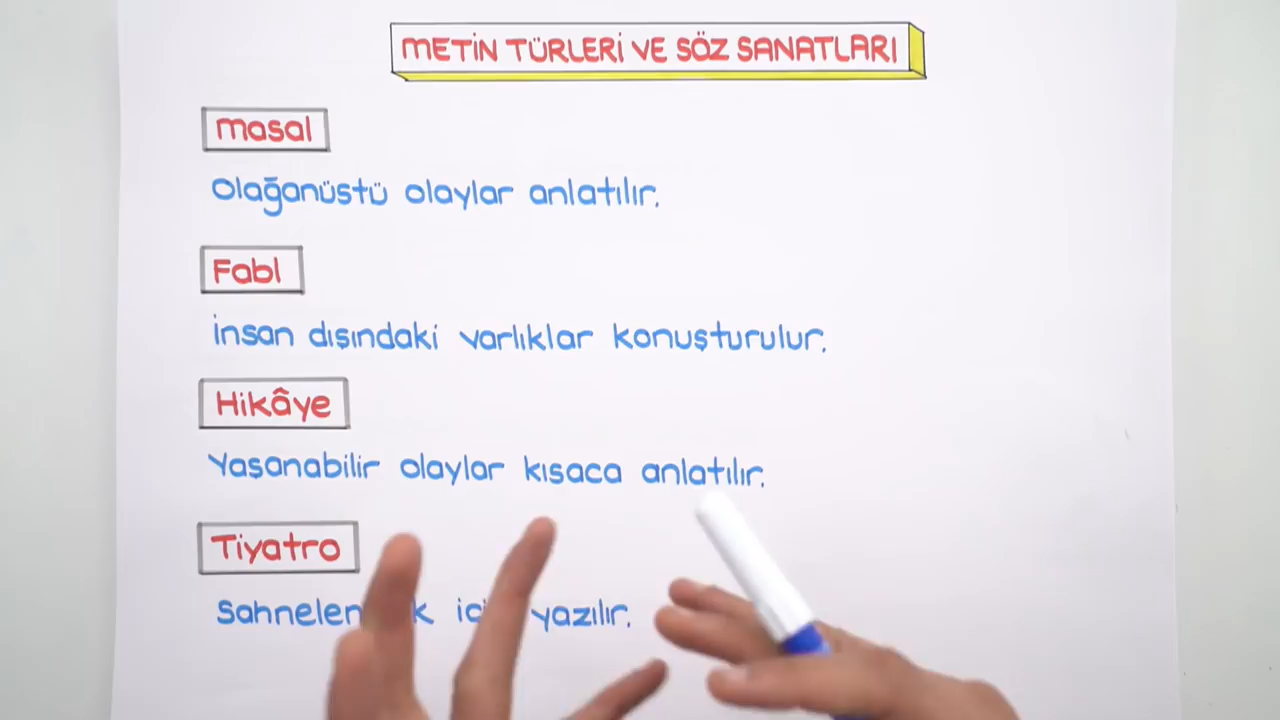 METİN TÜRLERİ VE SÖZ SANATLARI
masal
Olağanüstü olaylar anlatılır.
Fabl
İnsan dışındaki varlıklar konuşturulur.
Hikâye
Yaşanabilir olaylar kısaca anlatılır.
Tiyatro
yazılır.